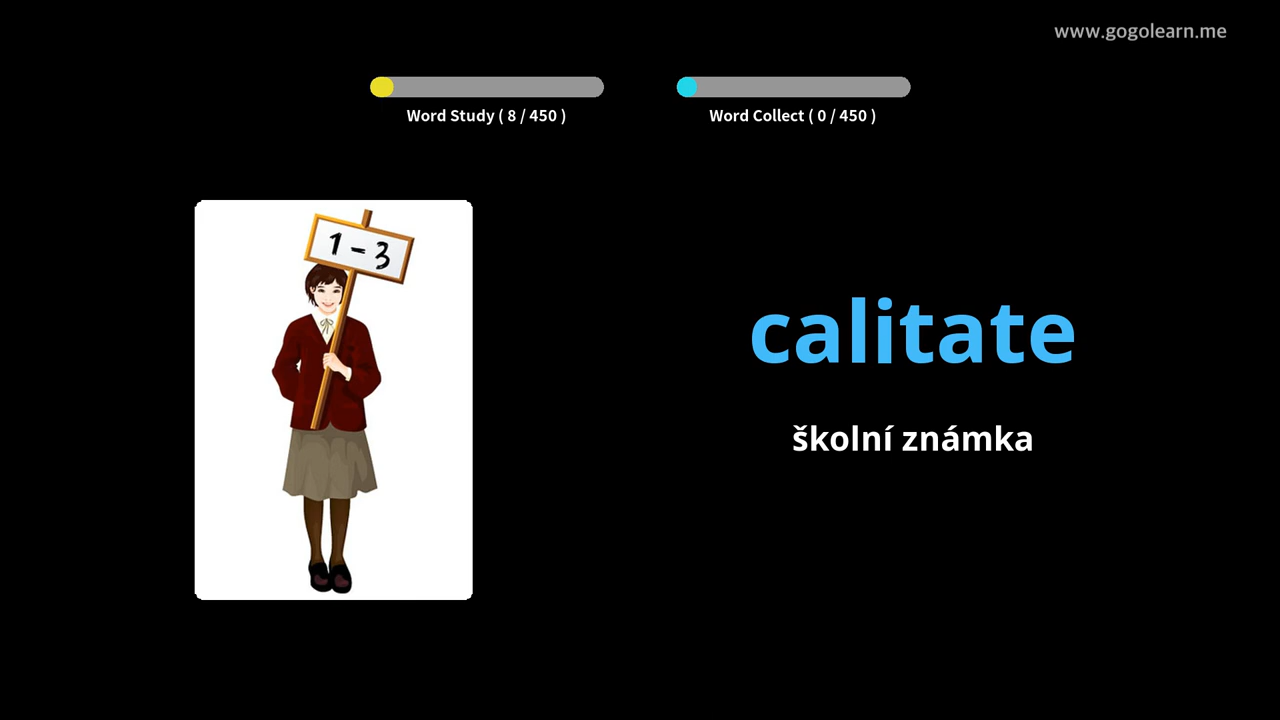 www.gogolearn.me
Word Study ( 8 / 450 )
Word Collect ( 0 / 450 )
1 - 3
calitate
školní známka